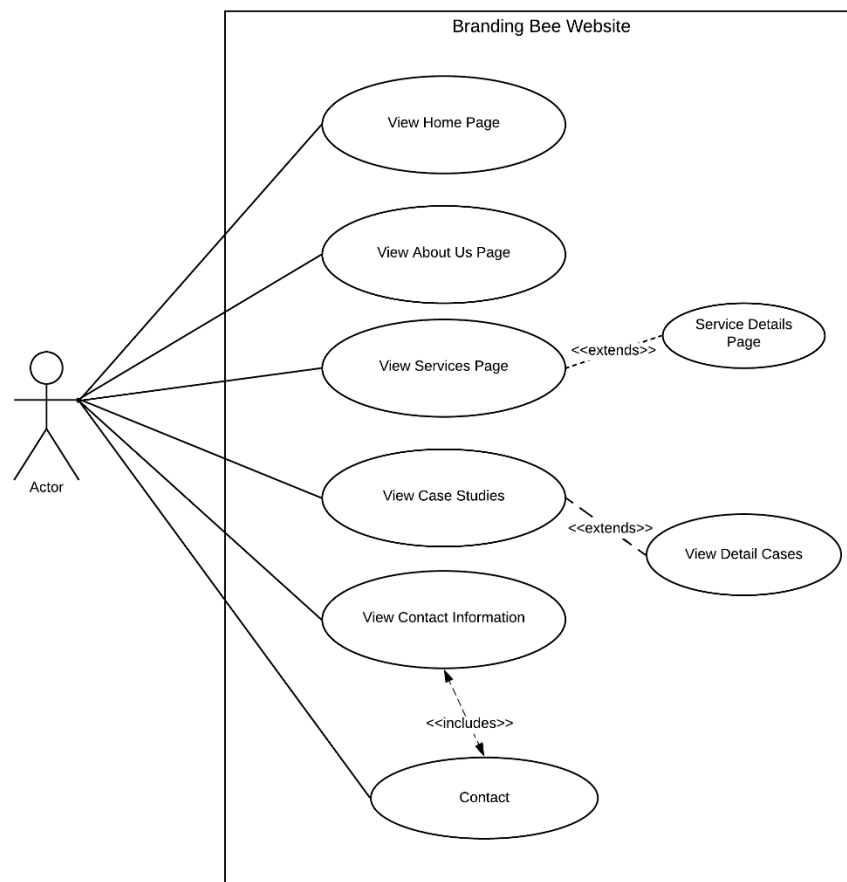 Branding Bee Website
View Home Page
View About Us Page
View Services Page
<<extends>>
Service Details
Page
Actor
View Case Studies
<<extends>>
View Detail Cases
View Contact Information
<<includes>>
Contact